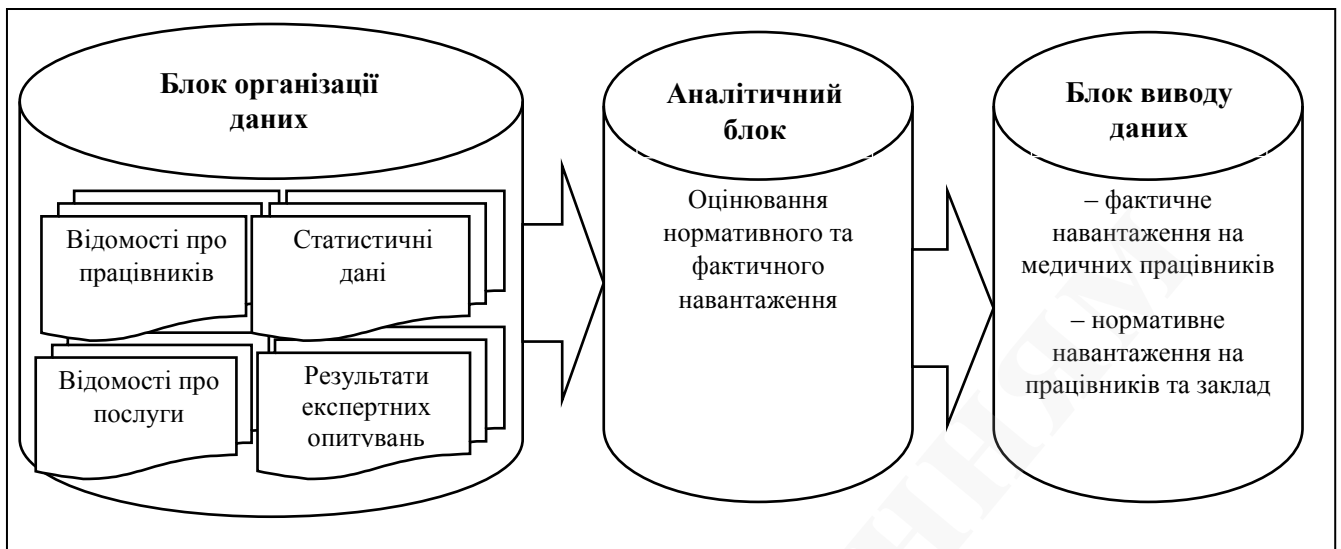 Блок організації
даних
Відомості про
працівників
Статистичні
дані
Відомості про
послуги
Результати
експертних
опитувань
Аналітичний
блок
Оцінювання
нормативного та
фактичного
навантаження
Блок виводу
даних
– фактичне
навантаження на
медичних працівників
– нормативне
навантаження на
працівників та заклад